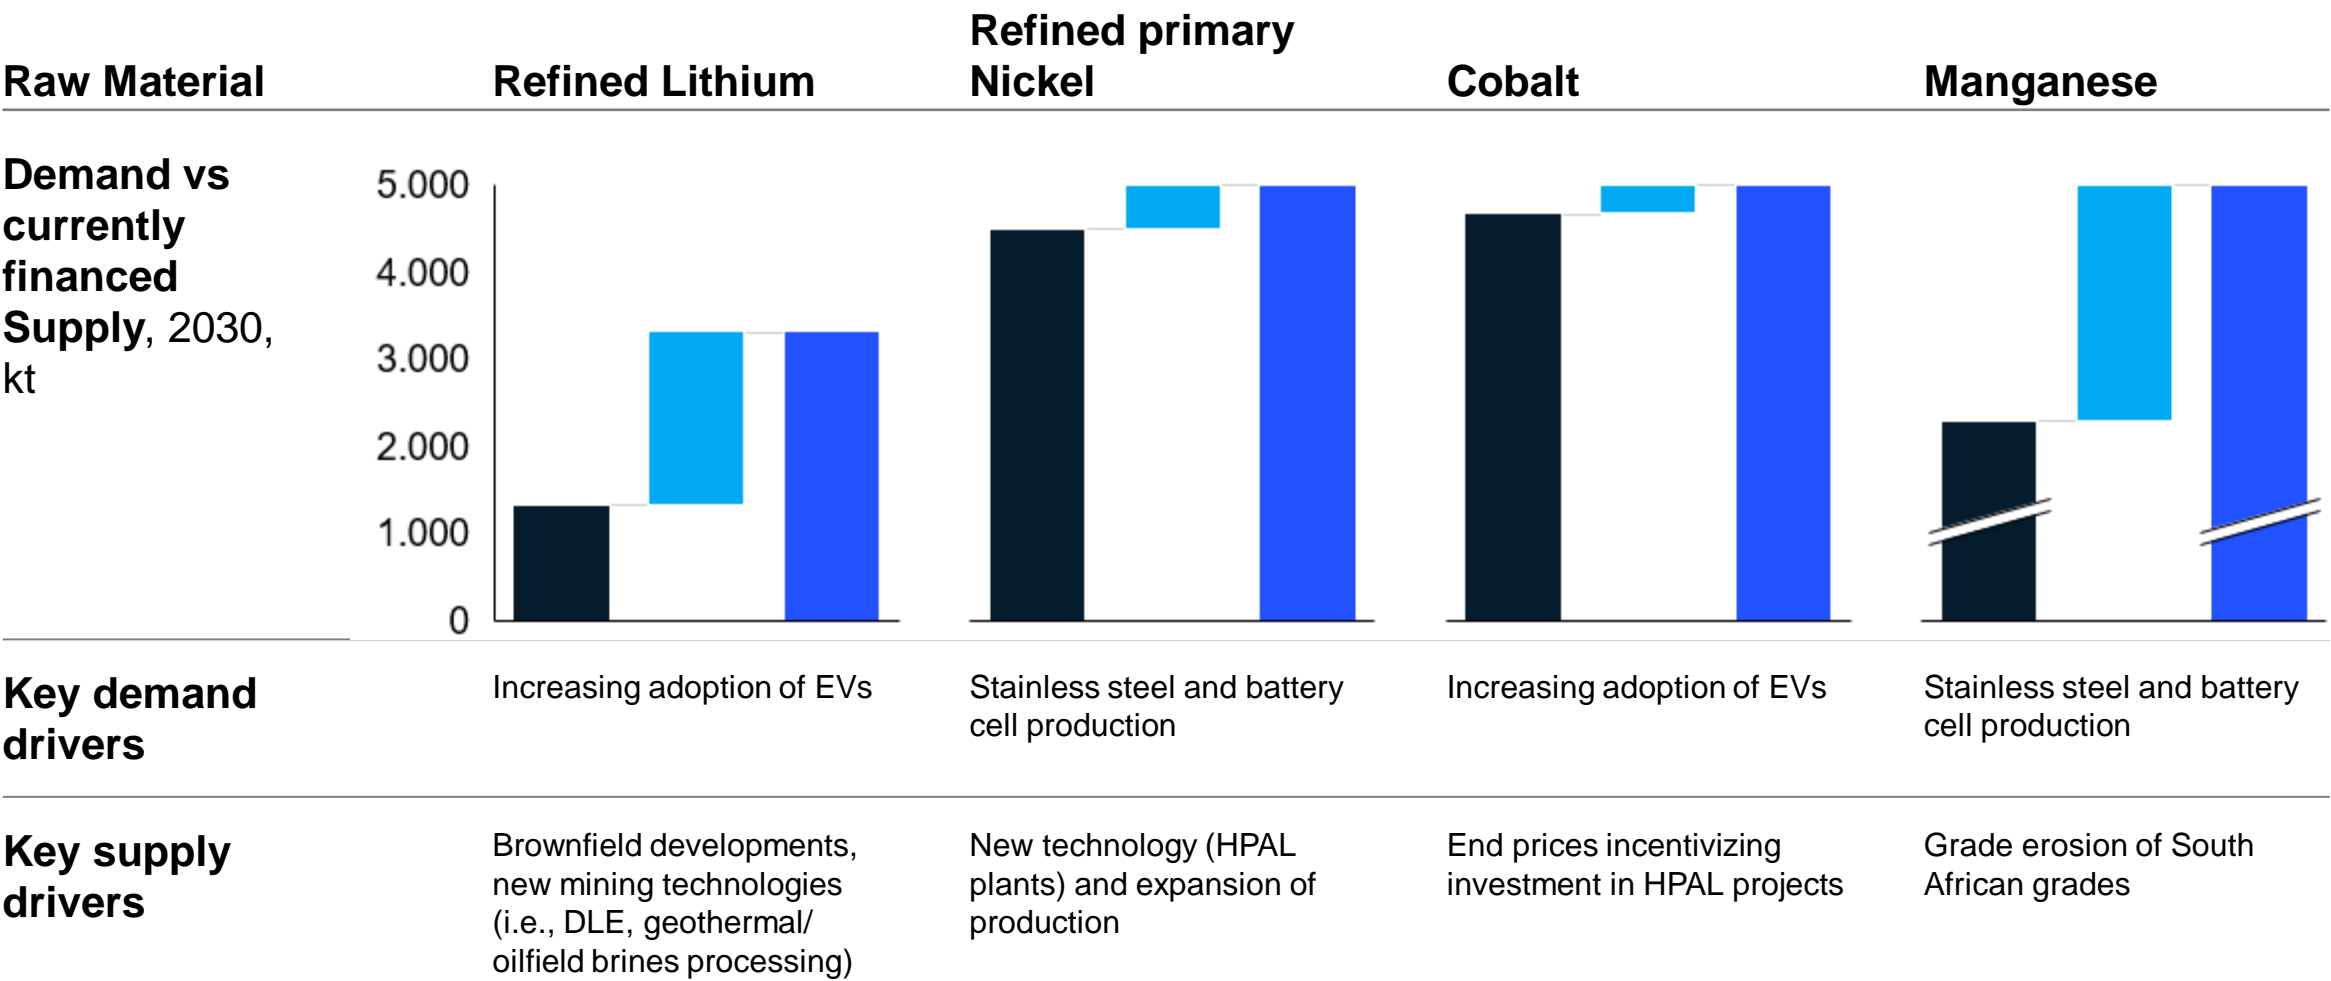 Raw Material
Refined Lithium
Refined primary
Nickel
Cobalt
Manganese
Demand vs
currently
financed
Supply, 2030,
kt
5.000
4.000
3.000
2.000
1.000
0
Key demand
drivers
Increasing adoption of EVs
Stainless steel and battery
cell production
Increasing adoption of EVs
Stainless steel and battery
cell production
Key supply
drivers
Brownfield developments,
new mining technologies
(i.e., DLE, geothermal/
oilfield brines processing)
New technology (HPAL
plants) and expansion of
production
End prices incentivizing
investment in HPAL projects
Grade erosion of South
African grades